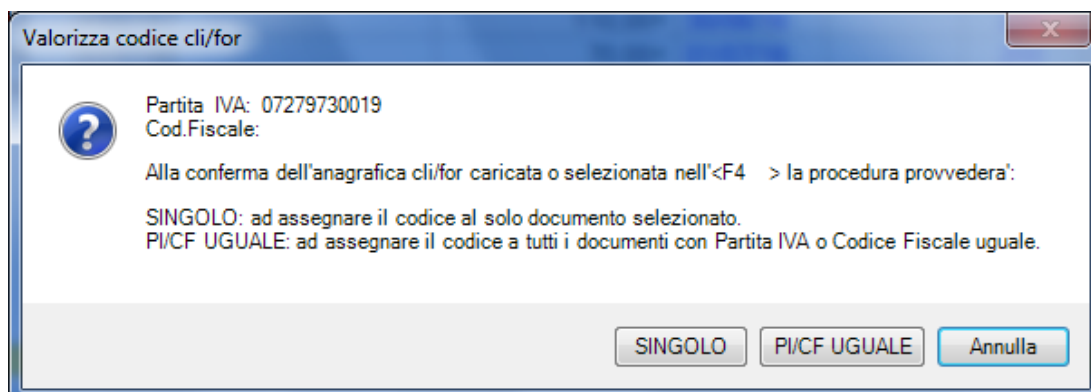 Valorizza codice cli/for
Partita IVA: 07279730019
Cod.Fiscale:
Alla conferma dell'anagrafica cli/for caricata o selezionata nell'<F4 > la procedura provvedera':
SINGOLO: ad assegnare il codice al solo documento selezionato.
PI/CF UGUALE: ad assegnare il codice a tutti i documenti con Partita IVA o Codice Fiscale uguale.
SINGOLO PI/CF UGUALE Annulla